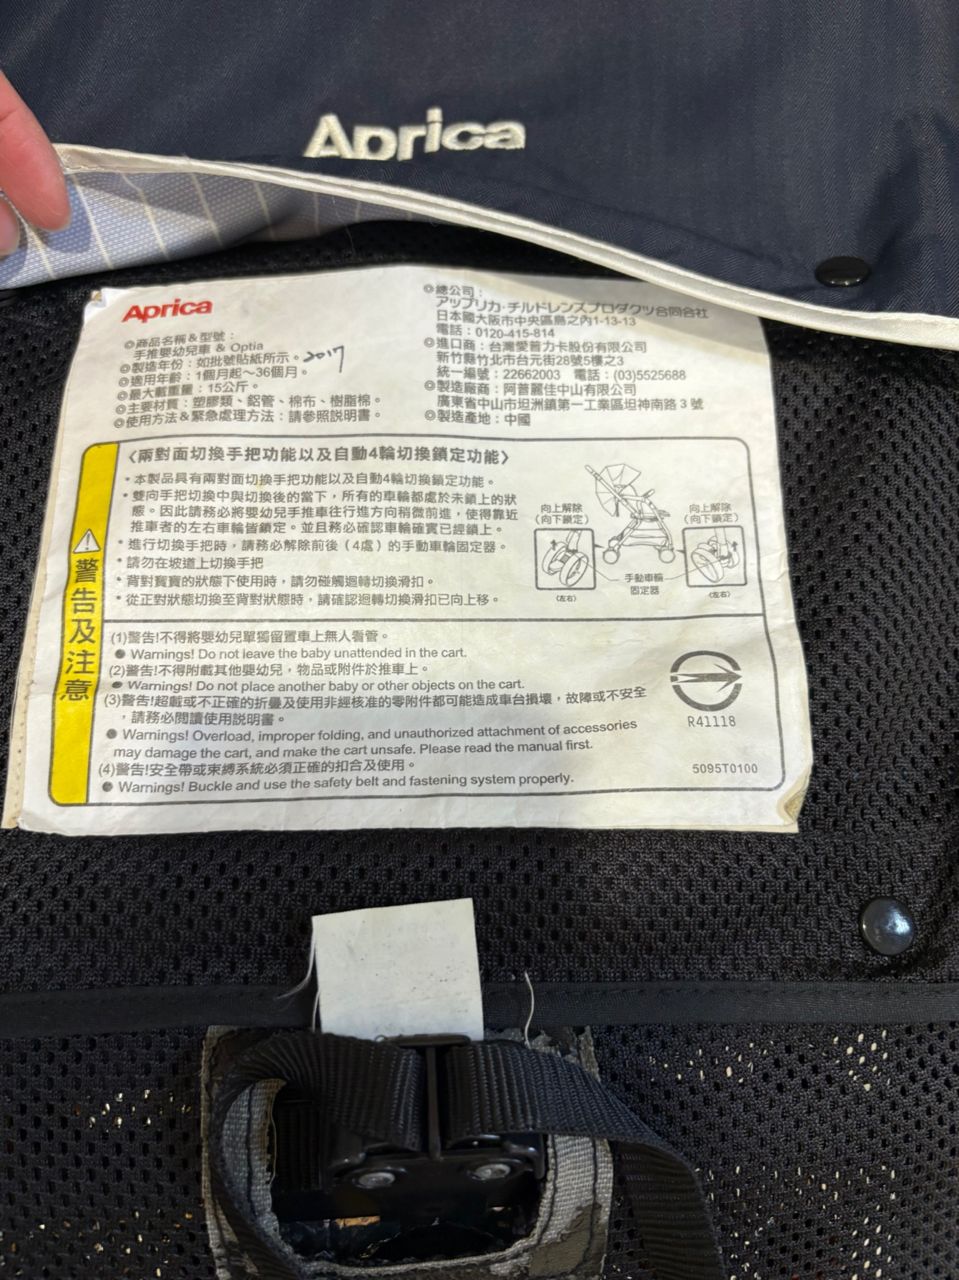 Aprica
Aprica
◎商品名稱&型號：
手推嬰幼兒車 & Optia
◎製造年份：如批號貼紙所示。2017
◎適用年齡：1個月起～36個月。
◎最大載重量：15公斤。
◎主要材質：塑膠類、鋁管、棉布、樹脂棉。
◎使用方法&緊急處理方法：請參照說明書。
◎總公司：
アップリカ·チルドレンズプロダクツ合同会社
日本國大阪市中央區島之內1-13-13
電話：0120-415-814
◎進口商：台灣愛普力卡股份有限公司
新竹縣竹北市台元街28號5樓之3
統一編號：22662003 電話：(03)5525688
◎製造廠商：阿普麗佳中山有限公司
廣東省中山市坦洲鎮第一工業區坦神南路3號
◎製造產地：中國
〈兩對面切換手把功能以及自動4輪切換鎖定功能〉
* 本製品具有兩對面切換手把功能以及自動4輪切換鎖定功能。
* 雙向手把切換中與切換後的當下，所有的車輪都處於未鎖上的狀
態。因此請務必將嬰幼兒手推車往行進方向稍微前進，使得靠近
推車者的左右車輪皆鎖定。並且務必確認車輪確實已經鎖上。
* 進行切換手把時，請務必解除前後（4處）的手動車輪固定器。
* 請勿在坡道上切換手把
* 背對寶寶的狀態下使用時，請勿碰觸迴轉切換滑扣。
* 從正對狀態切換至背對狀態時，請確認迴轉切換滑扣已向上移。
向上解除
（向下鎖定）
向上解除
（向下鎖定）
手動車輪
固定器
（左右）
（左右）
警告及注意
(1)警告!不得將嬰幼兒單獨留置車上無人看管。
● Warnings! Do not leave the baby unattended in the cart.
(2)警告!不得附載其他嬰幼兒，物品或附件於推車上。
● Warnings! Do not place another baby or other objects on the cart.
(3)警告!超載或不正確的折疊及使用非經核准的零附件都可能造成車台損壞，故障或不安全
，請務必閱讀使用說明書。
● Warnings! Overload, improper folding, and unauthorized attachment of accessories
may damage the cart, and make the cart unsafe. Please read the manual first.
(4)警告!安全帶或束縛系統必須正確的扣合及使用。
● Warnings! Buckle and use the safety belt and fastening system properly.
R41118
5095T0100